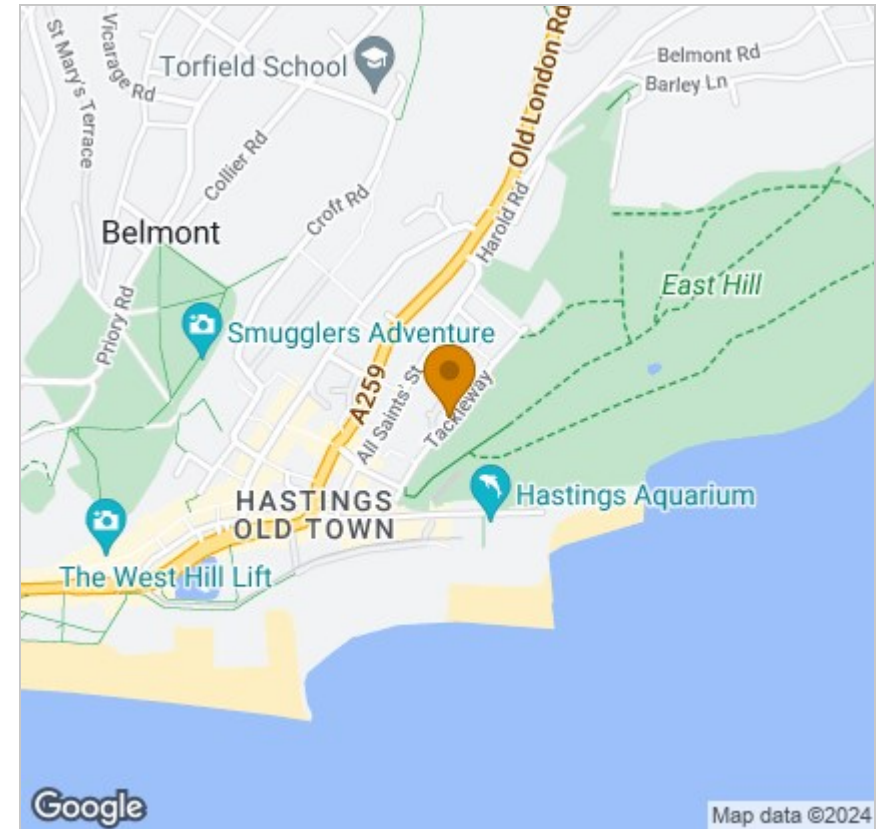 St Mary's Terrace
Vicarage Rd
Torfield School
Old London Rd
Belmont Rd
Barley Ln
Collier Rd
Croft Rd
Harold Rd
Belmont
East Hill
Priory Rd
Smugglers Adventure
A259
All Saints' St
Tackleway
HASTINGS
OLD TOWN
Hastings Aquarium
The West Hill Lift
Google
Map data ©2024